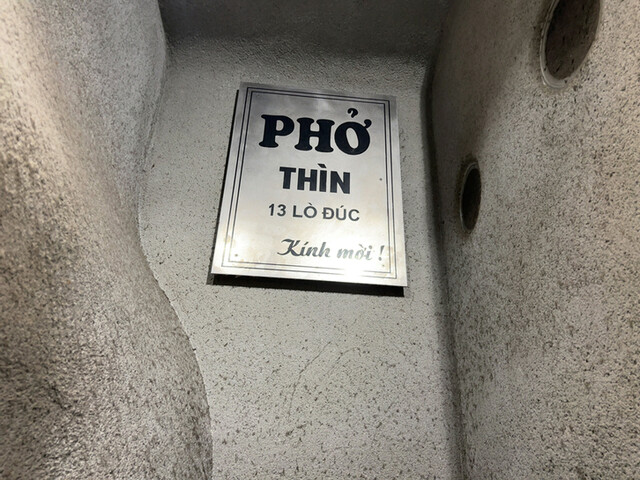 PHỞ
THÌN
13 LÒ ĐÚC
Kính mời !